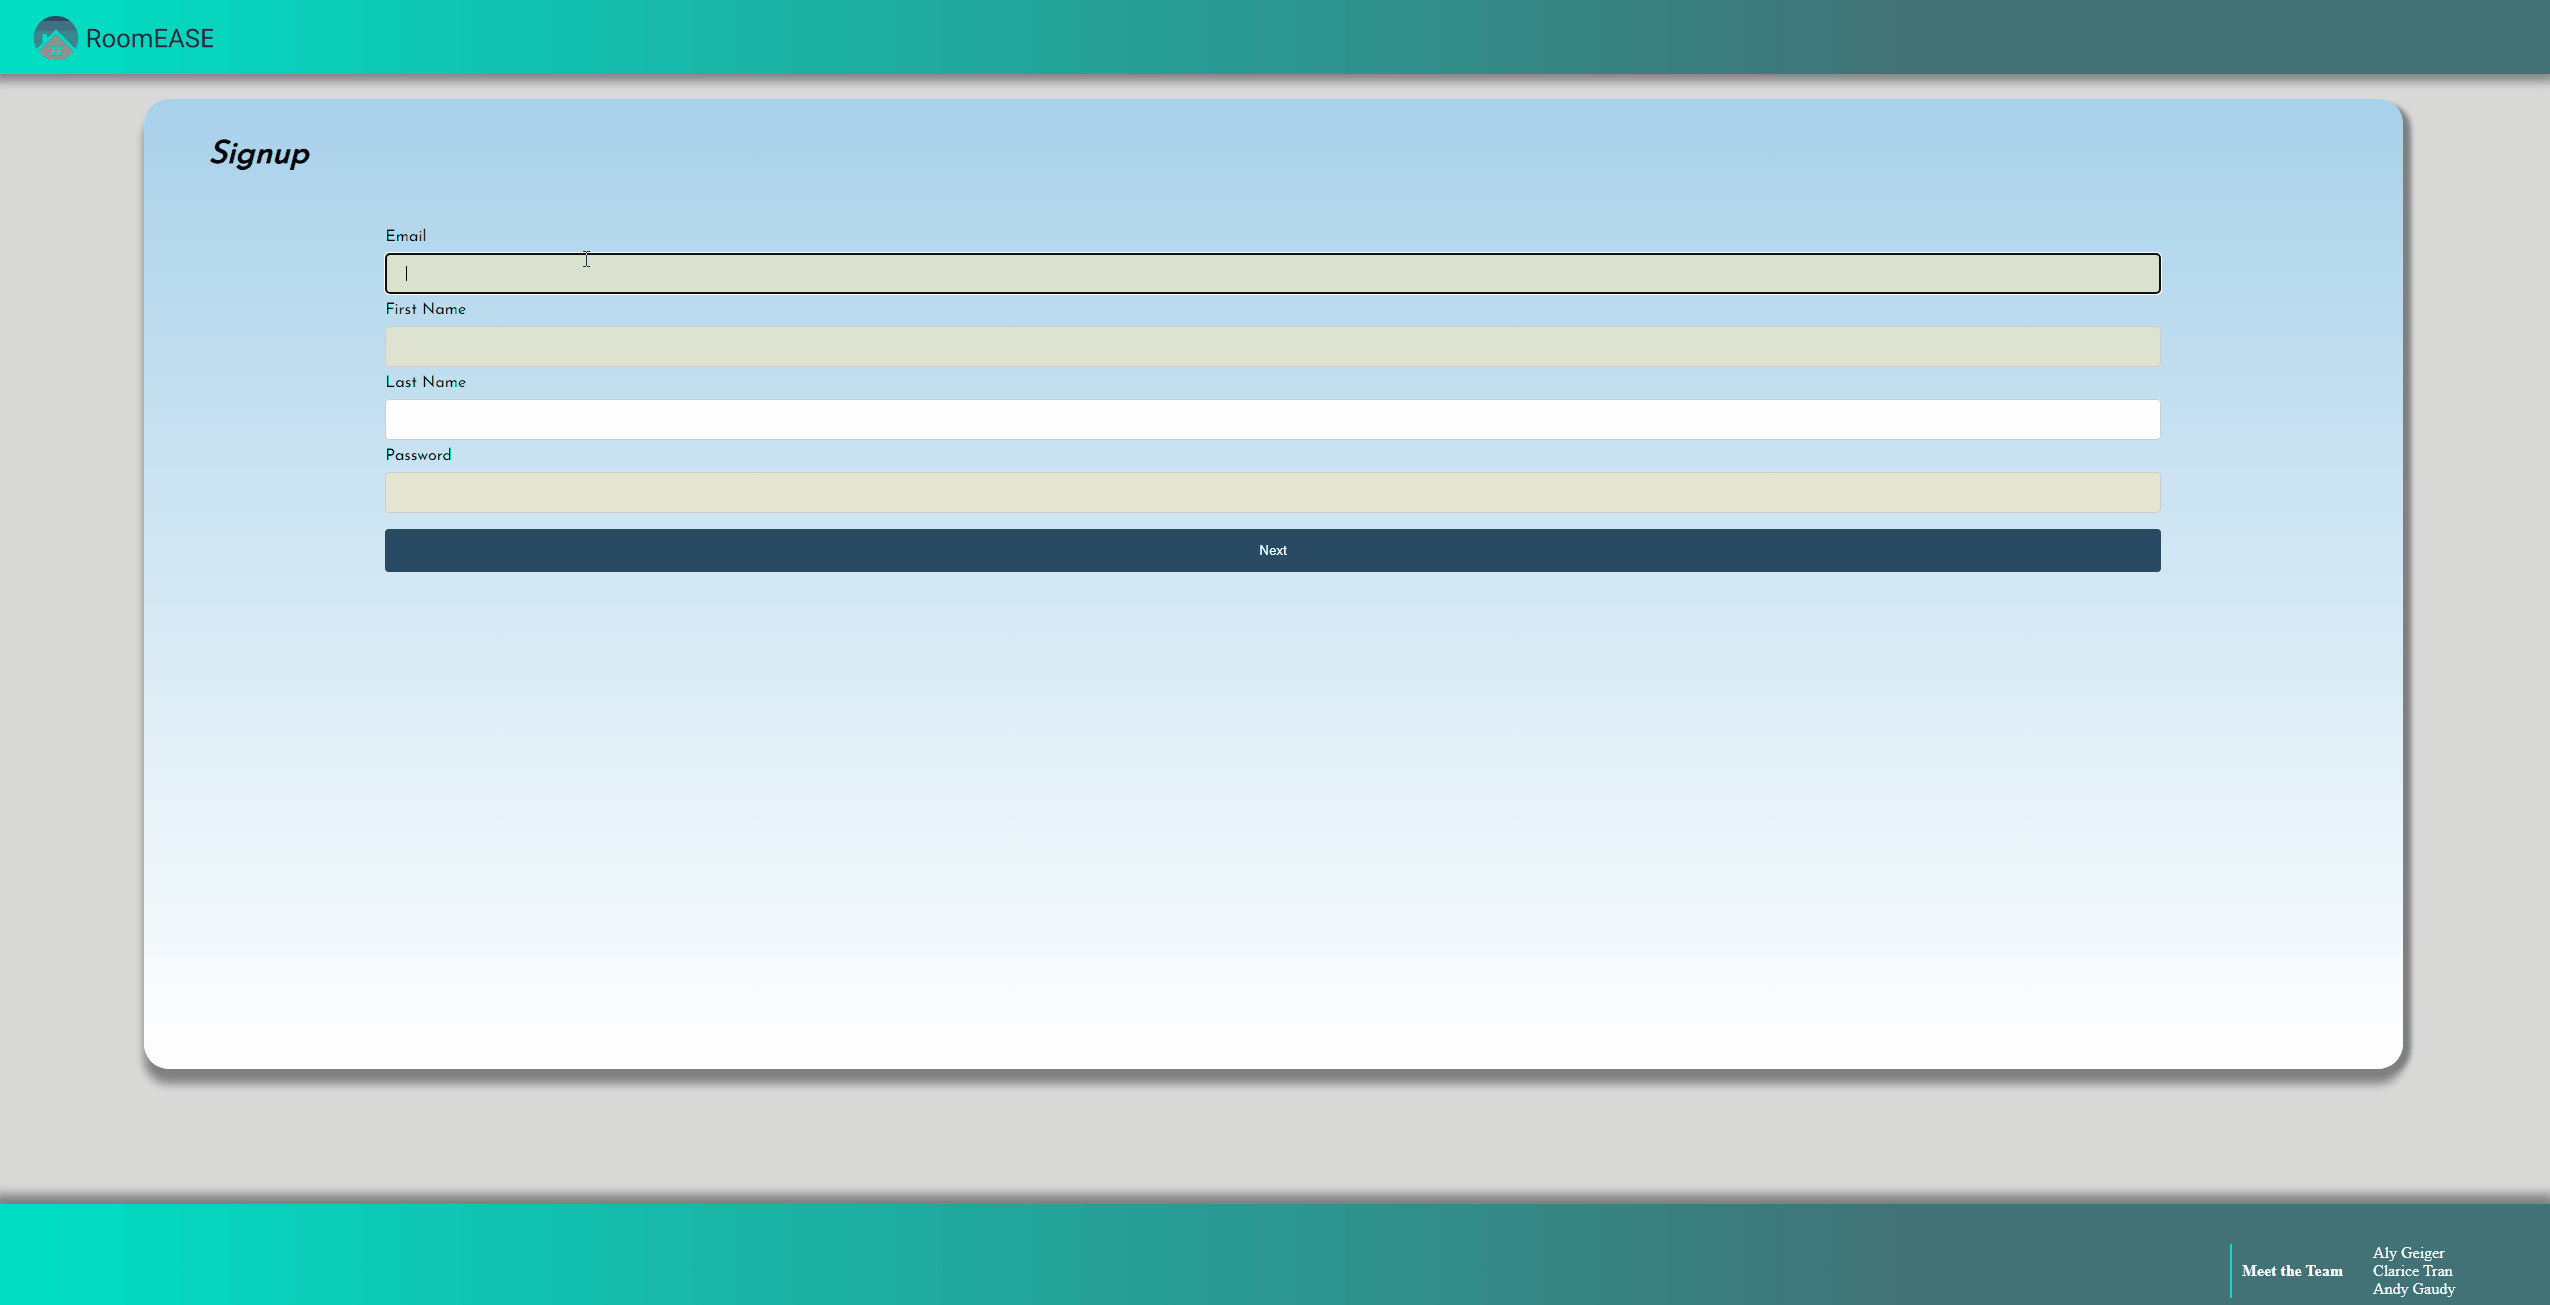 RoomEASE
Signup
Email
First Name
Last Name
Password
Next
Meet the Team
Aly Geiger
Clarice Tran
Andy Gaudy